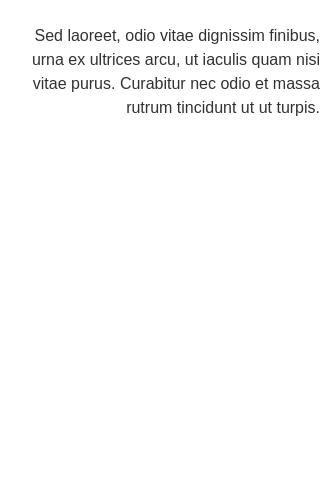 Sed laoreet, odio vitae dignissim finibus,
urna ex ultrices arcu, ut iaculis quam nisi
vitae purus. Curabitur nec odio et massa
rutrum tincidunt ut ut turpis.